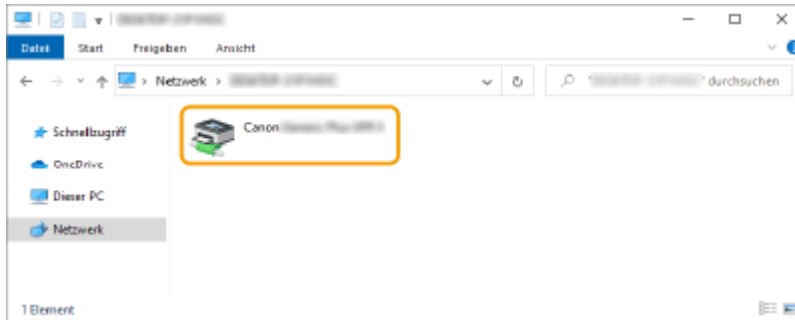 Datei Start Freigeben Ansicht
Netzwerk
durchsuchen
Schnellzugriff
Canon
OneDrive
Dieser PC
Netzwerk
1 Element